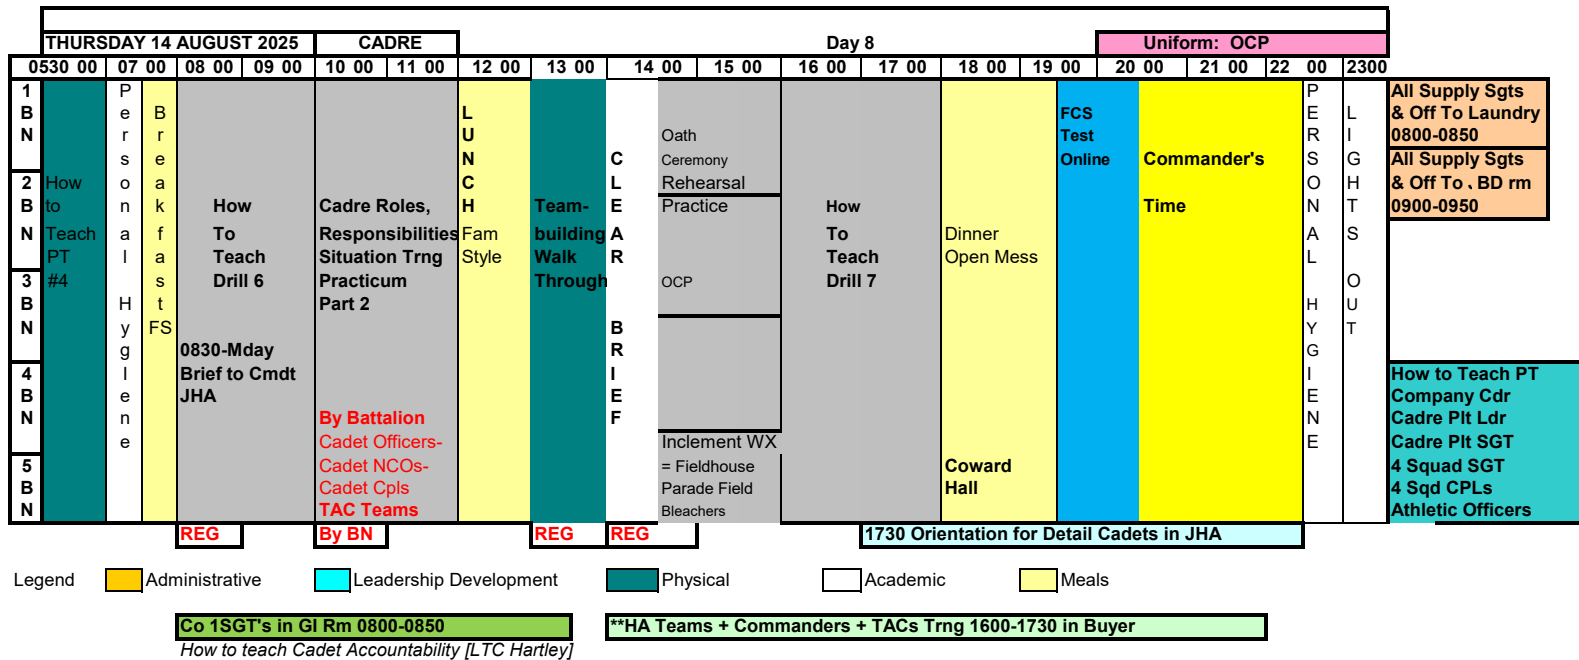 THURSDAY 14 AUGUST 2025 CADRE Day 8 Uniform: OCP
0530 00 07 00 08 00 09 00 10 00 11 00 12 00 13 00 14 00 15 00 16 00 17 00 18 00 19 00 20 00 21 00 22 00 2300
1 BN
2 BN
3 BN
4 BN
5 BN
How
to
Teach
PT
#4
Personal Hyglene
Breakfast
FS
How
To
Teach
Drill 6
0830-Mday
Brief to Cmdt
JHA
Cadre Roles,
Responsibilities
Situation Trng
Practicum
Part 2
By Battalion
Cadet Officers-
Cadet NCOs-
Cadet Cpls
TAC Teams
LUNCH
Fam
Style
Team-
building
Walk
Through
CLEAR BRIEF
Oath
Ceremony
Rehearsal
Practice
OCP
Inclement WX
= Fieldhouse
Parade Field
Bleachers
How
To
Teach
Drill 7
Dinner
Open Mess
Coward
Hall
FCS
Test
Online
Commander's
Time
PERSONAL HYGIENE
LIGHTS OUT
All Supply Sgts
& Off To Laundry
0800-0850
All Supply Sgts
& Off To . BD rm
0900-0950
How to Teach PT
Company Cdr
Cadre Plt Ldr
Cadre Plt SGT
4 Squad SGT
4 Sqd CPLs
Athletic Officers
REG By BN REG REG 1730 Orientation for Detail Cadets in JHA
Legend Administrative Leadership Development Physical Academic Meals
Co 1SGT's in GI Rm 0800-0850 **HA Teams + Commanders + TACs Trng 1600-1730 in Buyer
How to teach Cadet Accountability [LTC Hartley]